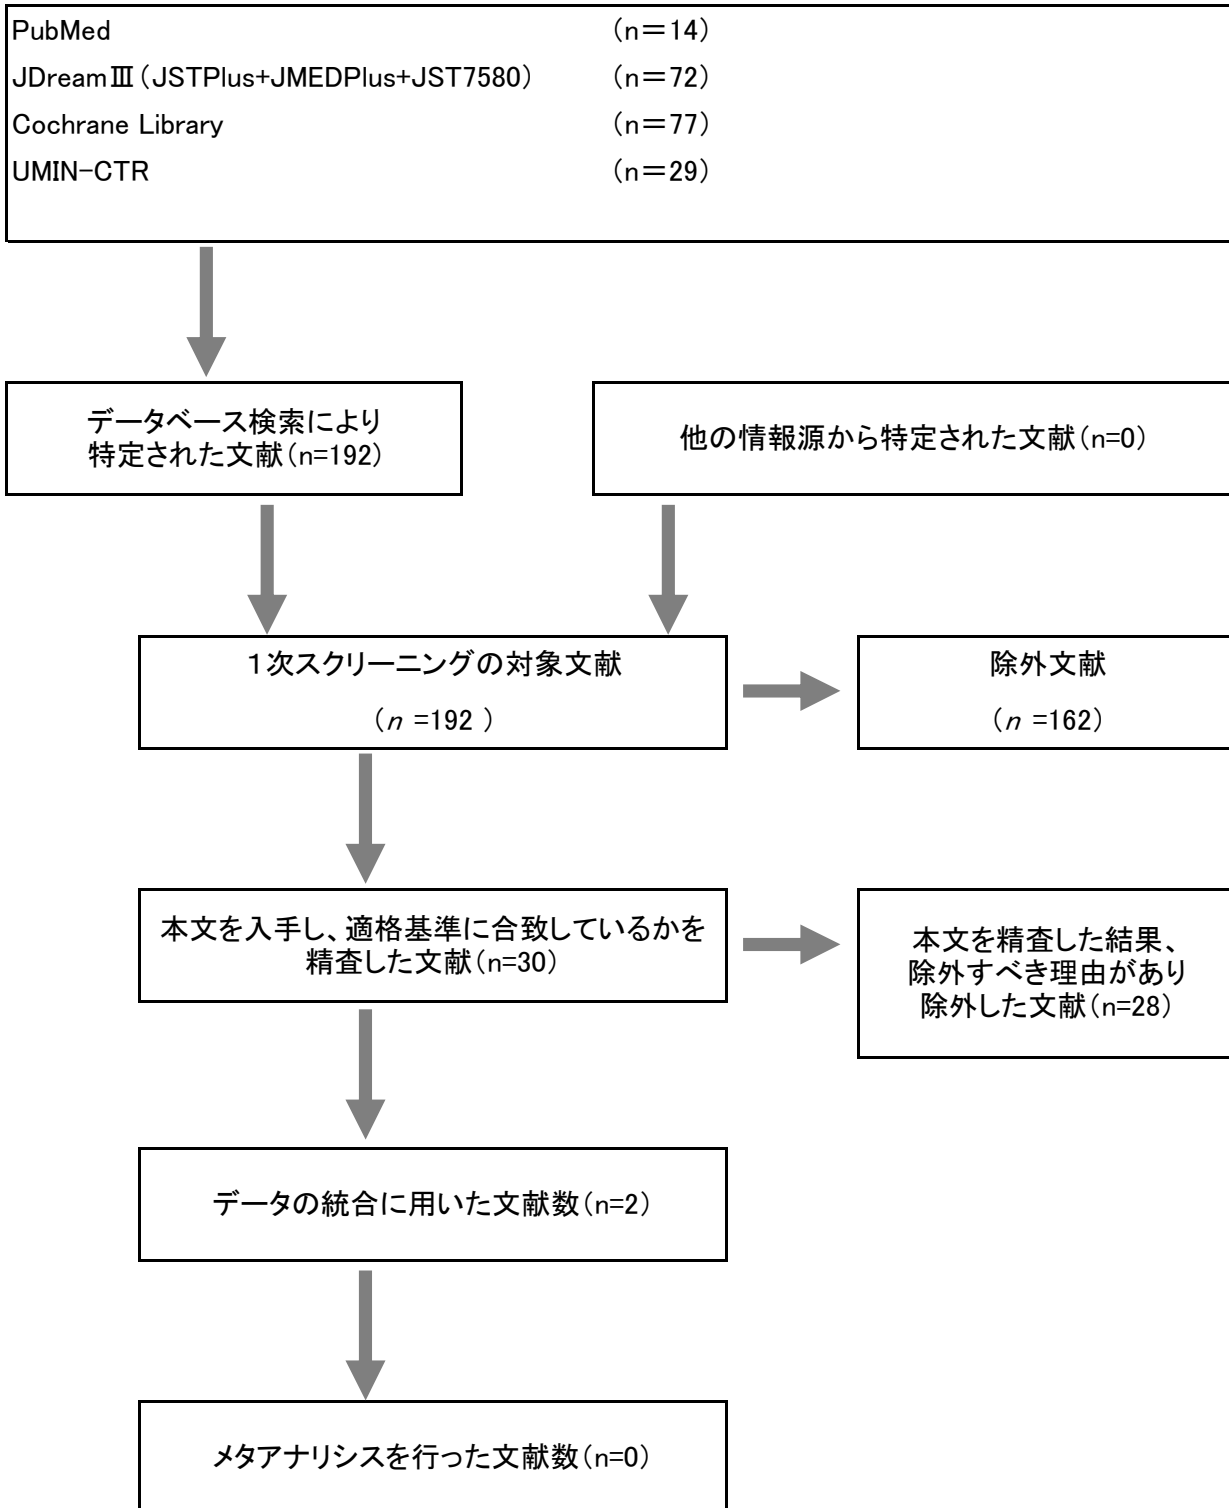 PubMed (n=14)
JDreamⅢ(JSTPlus+JMEDPlus+JST7580) (n=72)
Cochrane Library (n=77)
UMIN-CTR (n=29)
データベース検索により
特定された文献(n=192)
他の情報源から特定された文献(n=0)
1次スクリーニングの対象文献
(n =192 )
除外文献
(n =162)
本文を入手し、適格基準に合致しているかを
精査した文献(n=30)
本文を精査した結果、
除外すべき理由があり
除外した文献(n=28)
データの統合に用いた文献数(n=2)
メタアナリシスを行った文献数(n=0)